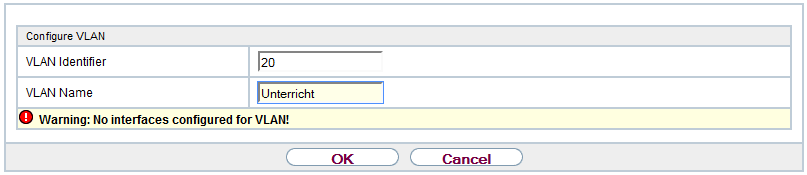 Configure VLAN
VLAN Identifier 20
VLAN Name Unterricht
Warning: No interfaces configured for VLAN!
OK Cancel